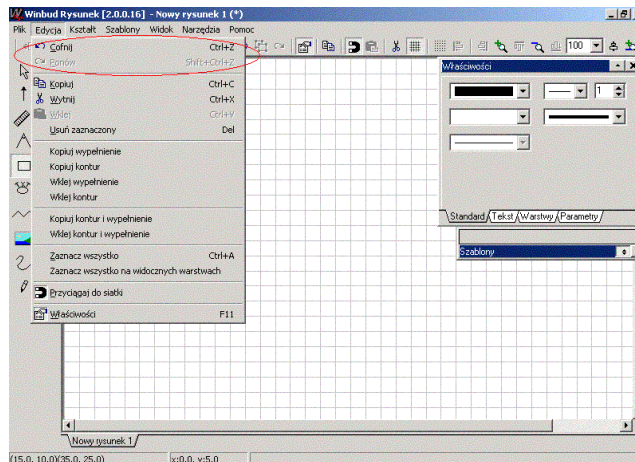 Winbud Rysunek [2.0.0.16] - Nowy rysunek 1 (*)
Plik Edycja Kształt Szablony Widok Narzędzia Pomoc
Cofnij Ctrl+Z
Ponów Shift+Ctrl+Z
Kopiuj Ctrl+C
Wytnij Ctrl+X
Wklej Ctrl+V
Usuń zaznaczony Del
Kopiuj wypełnienie
Kopiuj kontur
Wklej wypełnienie
Wklej kontur
Kopiuj kontur i wypełnienie
Wklej kontur i wypełnienie
Zaznacz wszystko Ctrl+A
Zaznacz wszystko na widocznych warstwach
Przyciągaj do siatki
Właściwości F11
100
Właściwości
1
Standard Tekst Warstwy Parametry
Szablony
Nowy rysunek 1
(15.0, 10.0)(35.0, 25.0) x:0.0, y:5.0